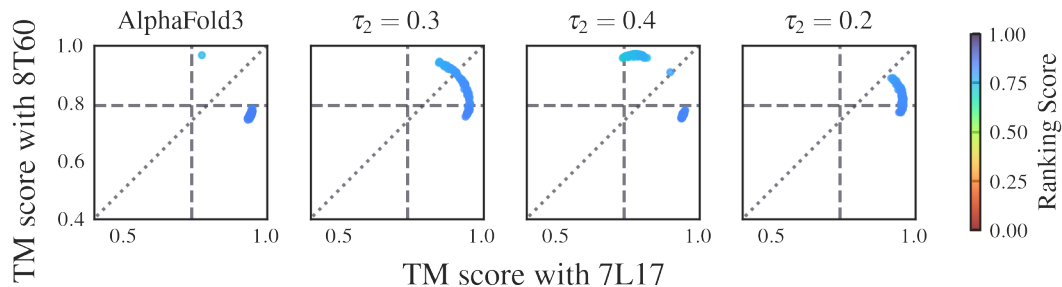 AlphaFold3
τ₂ = 0.3
τ₂ = 0.4
τ₂ = 0.2
TM score with 8T60
1.0
0.8
0.6
0.4
0.5
1.0
0.5
1.0
0.5
1.0
0.5
1.0
TM score with 7L17
1.00
0.75
0.50
0.25
0.00
Ranking Score